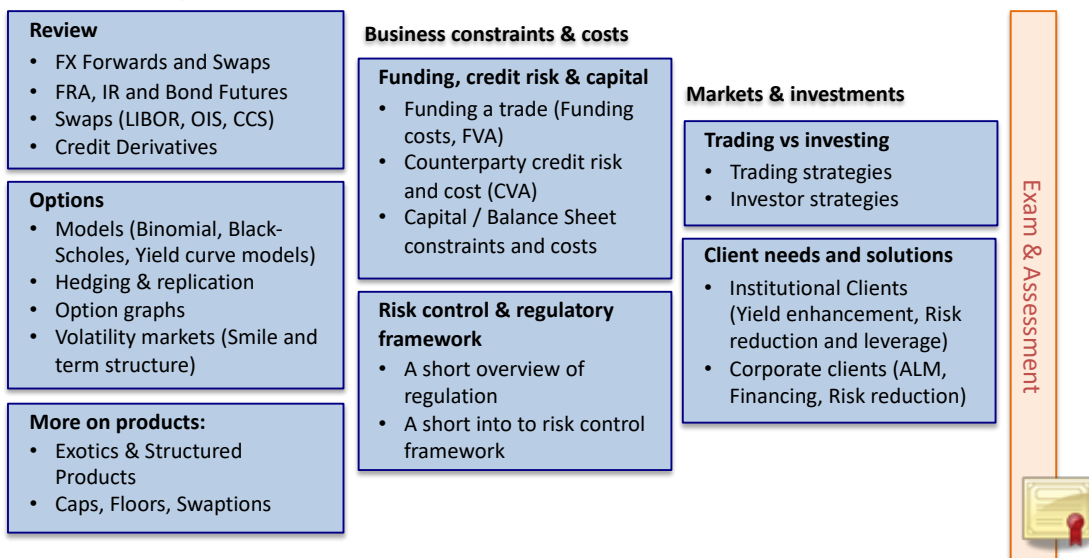 Review
• FX Forwards and Swaps
• FRA, IR and Bond Futures
• Swaps (LIBOR, OIS, CCS)
• Credit Derivatives
Options
• Models (Binomial, Black-
Scholes, Yield curve models)
• Hedging & replication
• Option graphs
• Volatility markets (Smile and
term structure)
More on products:
• Exotics & Structured
Products
• Caps, Floors, Swaptions
Business constraints & costs
Funding, credit risk & capital
• Funding a trade (Funding
costs, FVA)
• Counterparty credit risk
and cost (CVA)
• Capital / Balance Sheet
constraints and costs
Risk control & regulatory
framework
• A short overview of
regulation
• A short into to risk control
framework
Markets & investments
Trading vs investing
• Trading strategies
• Investor strategies
Client needs and solutions
• Institutional Clients
(Yield enhancement, Risk
reduction and leverage)
• Corporate clients (ALM,
Financing, Risk reduction)
Exam & Assessment